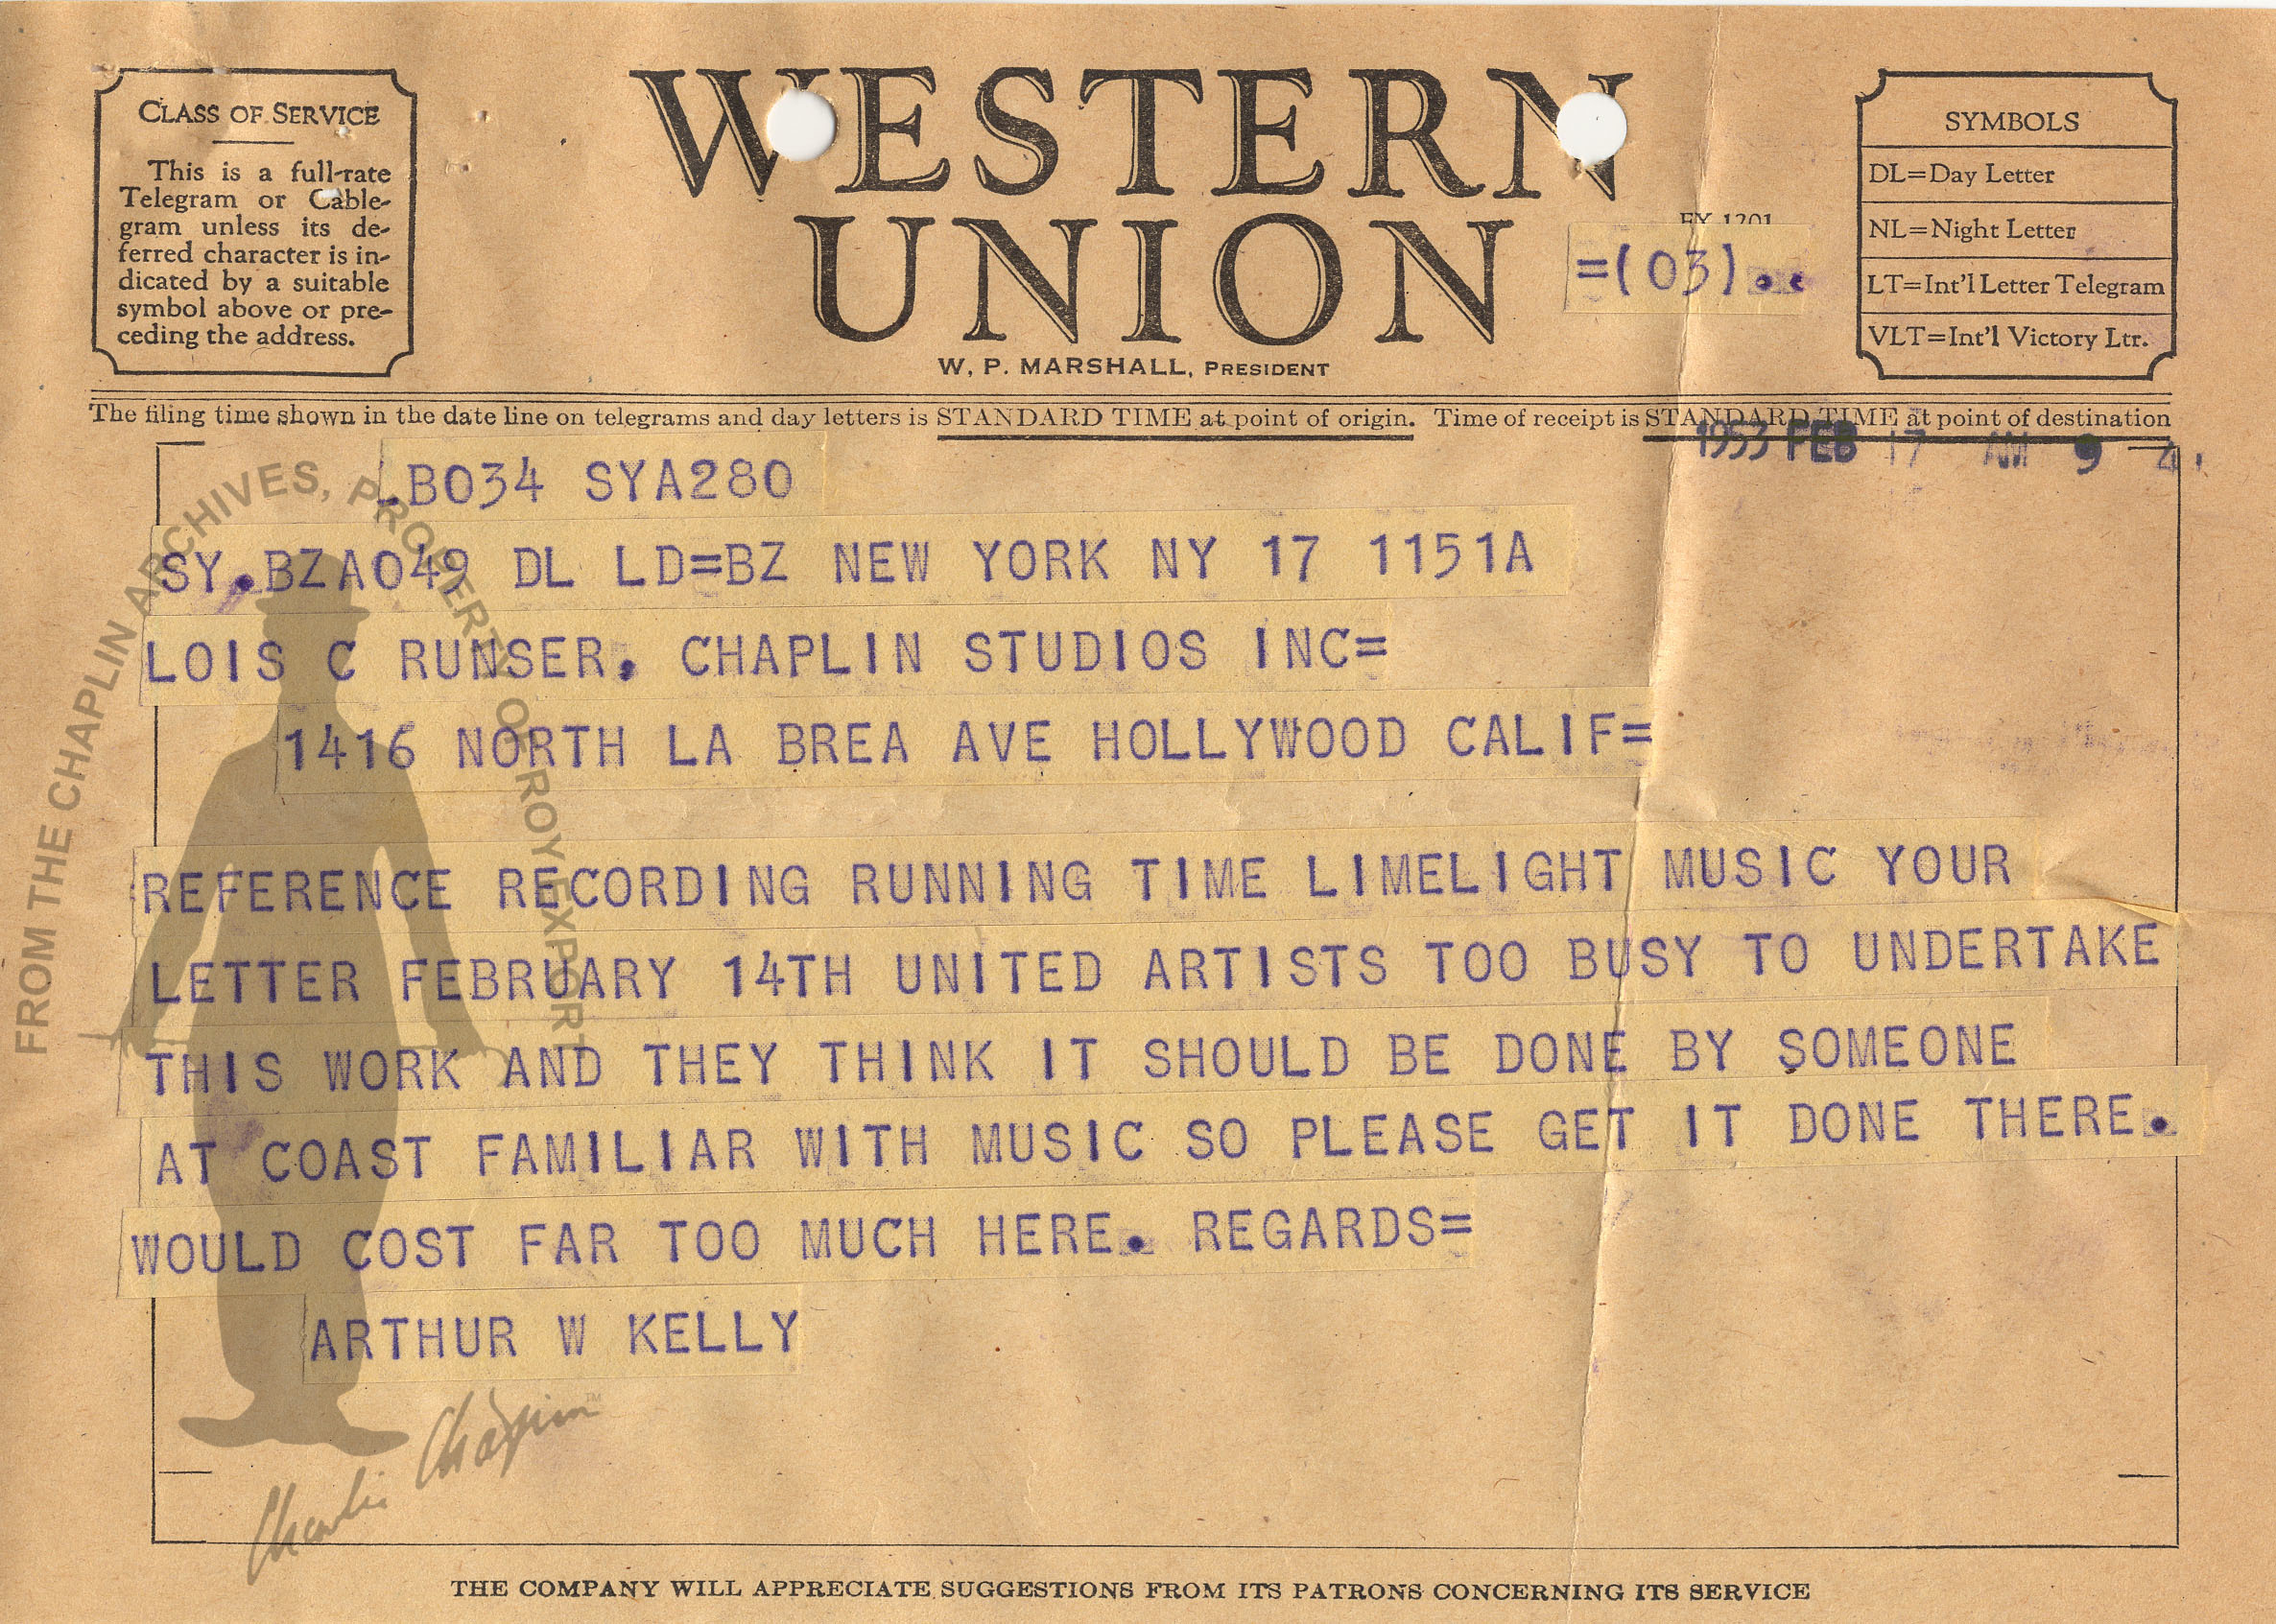 CLASS OF SERVICE
This is a full-rate
Telegram or Cable-
gram unless its de-
ferred character is in-
dicated by a suitable
symbol above or pre-
ceding the address.
WESTERN
UNION
W. P. MARSHALL, PRESIDENT
1201
=(03)..
SYMBOLS
DL=Day Letter
NL=Night Letter
LT=Int'l Letter Telegram
VLT=Int'l Victory Ltr.
The filing time shown in the date line on telegrams and day letters is STANDARD TIME at point of origin. Time of receipt is STANDARD TIME at point of destination
1953 FEB 17 AM 9
.B034 SYA280
SY.BZA049 DL LD=BZ NEW YORK NY 17 1151A
LOIS C RUNSER, CHAPLIN STUDIOS INC=
1416 NORTH LA BREA AVE HOLLYWOOD CALIF=
REFERENCE RECORDING RUNNING TIME LIMELIGHT MUSIC YOUR
LETTER FEBRUARY 14TH UNITED ARTISTS TOO BUSY TO UNDERTAKE
THIS WORK AND THEY THINK IT SHOULD BE DONE BY SOMEONE
AT COAST FAMILIAR WITH MUSIC SO PLEASE GET IT DONE THERE.
WOULD COST FAR TOO MUCH HERE. REGARDS=
ARTHUR W KELLY
FROM THE CHAPLIN ARCHIVES, PROPERTY OF ROY EXPORT
Charlie Chaplin™
THE COMPANY WILL APPRECIATE SUGGESTIONS FROM ITS PATRONS CONCERNING ITS SERVICE